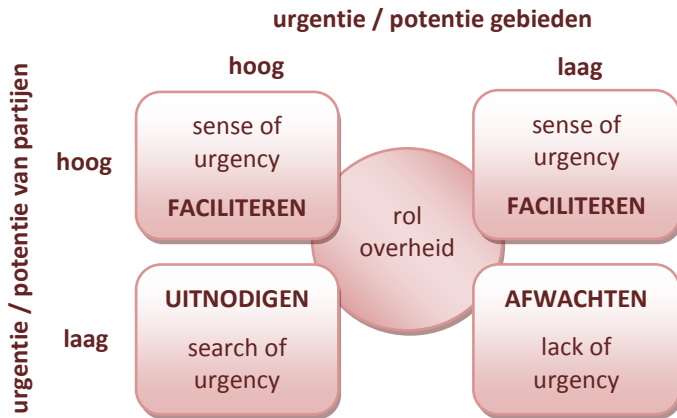 urgentie / potentie gebieden
hoog
laag
urgentie / potentie van partijen
hoog
sense of
urgency
FACILITEREN
sense of
urgency
FACILITEREN
rol
overheid
laag
UITNODIGEN
search of
urgency
AFWACHTEN
lack of
urgency